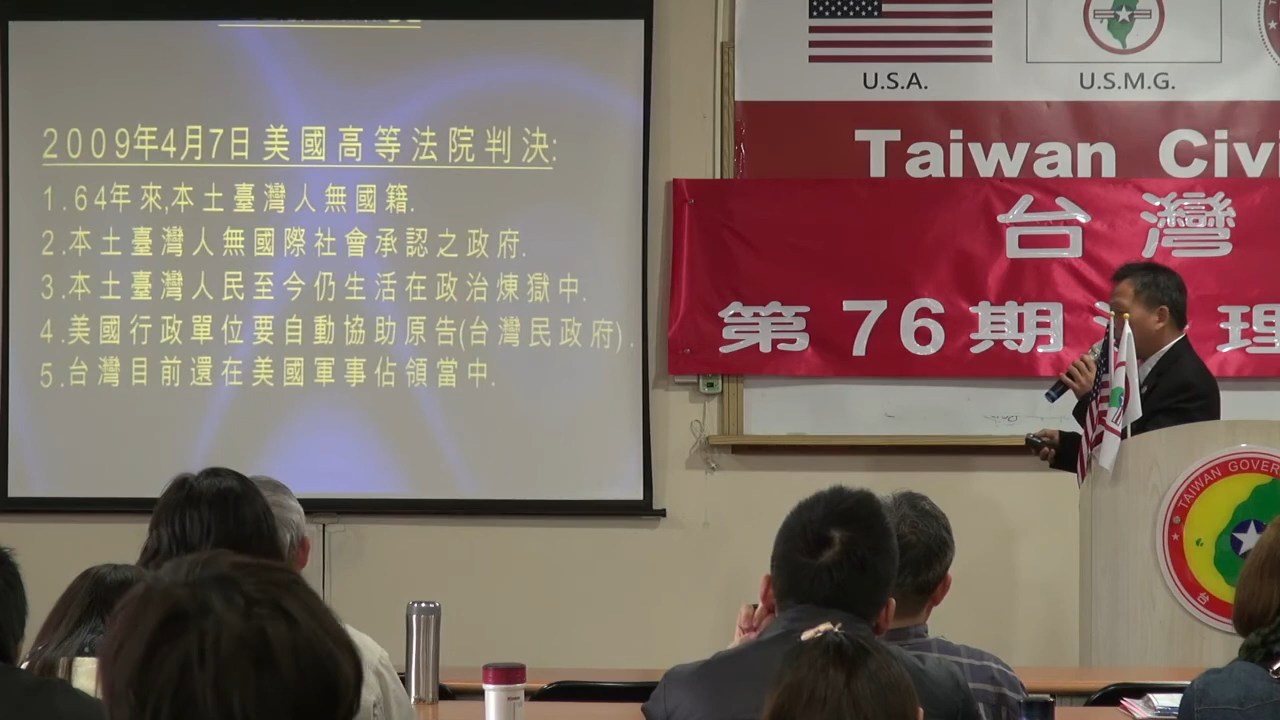 2009年4月7日美國高等法院判決:
1.64年來,本土臺灣人無國籍.
2.本土臺灣人無國際社會承認之政府.
3.本土臺灣人民至今仍生活在政治煉獄中.
4.美國行政單位要自動協助原告(台灣民政府).
5.台灣目前還在美國軍事佔領當中.
U.S.A.
U.S.M.G.
Taiwan Civi
台灣
第76期 理
TAIWAN GOVER
台